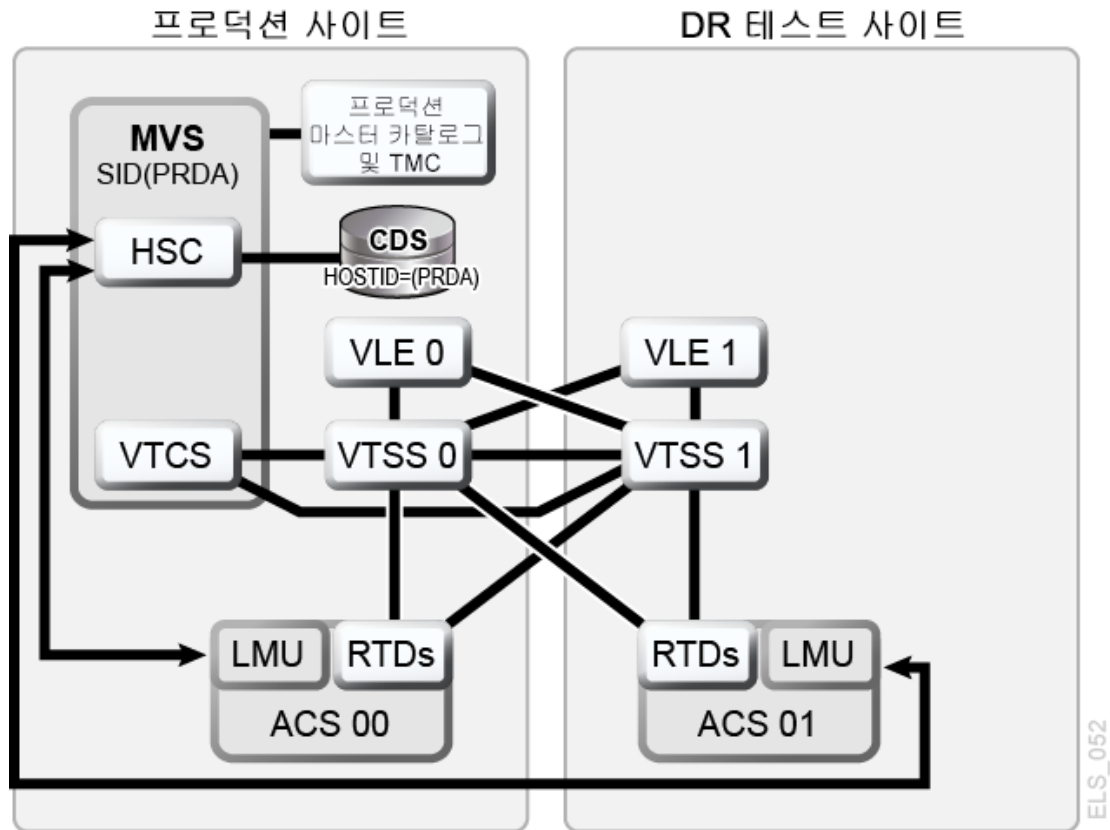 프로덕션 사이트
DR 테스트 사이트
프로덕션
마스터 카탈로그
및 TMC
MVS
SID(PRDA)
HSC
CDS
HOSTID=(PRDA)
VLE 0
VLE 1
VTCS
VTSS 0
VTSS 1
LMU
RTDs
RTDs
LMU
ACS 00
ACS 01
ELS_052